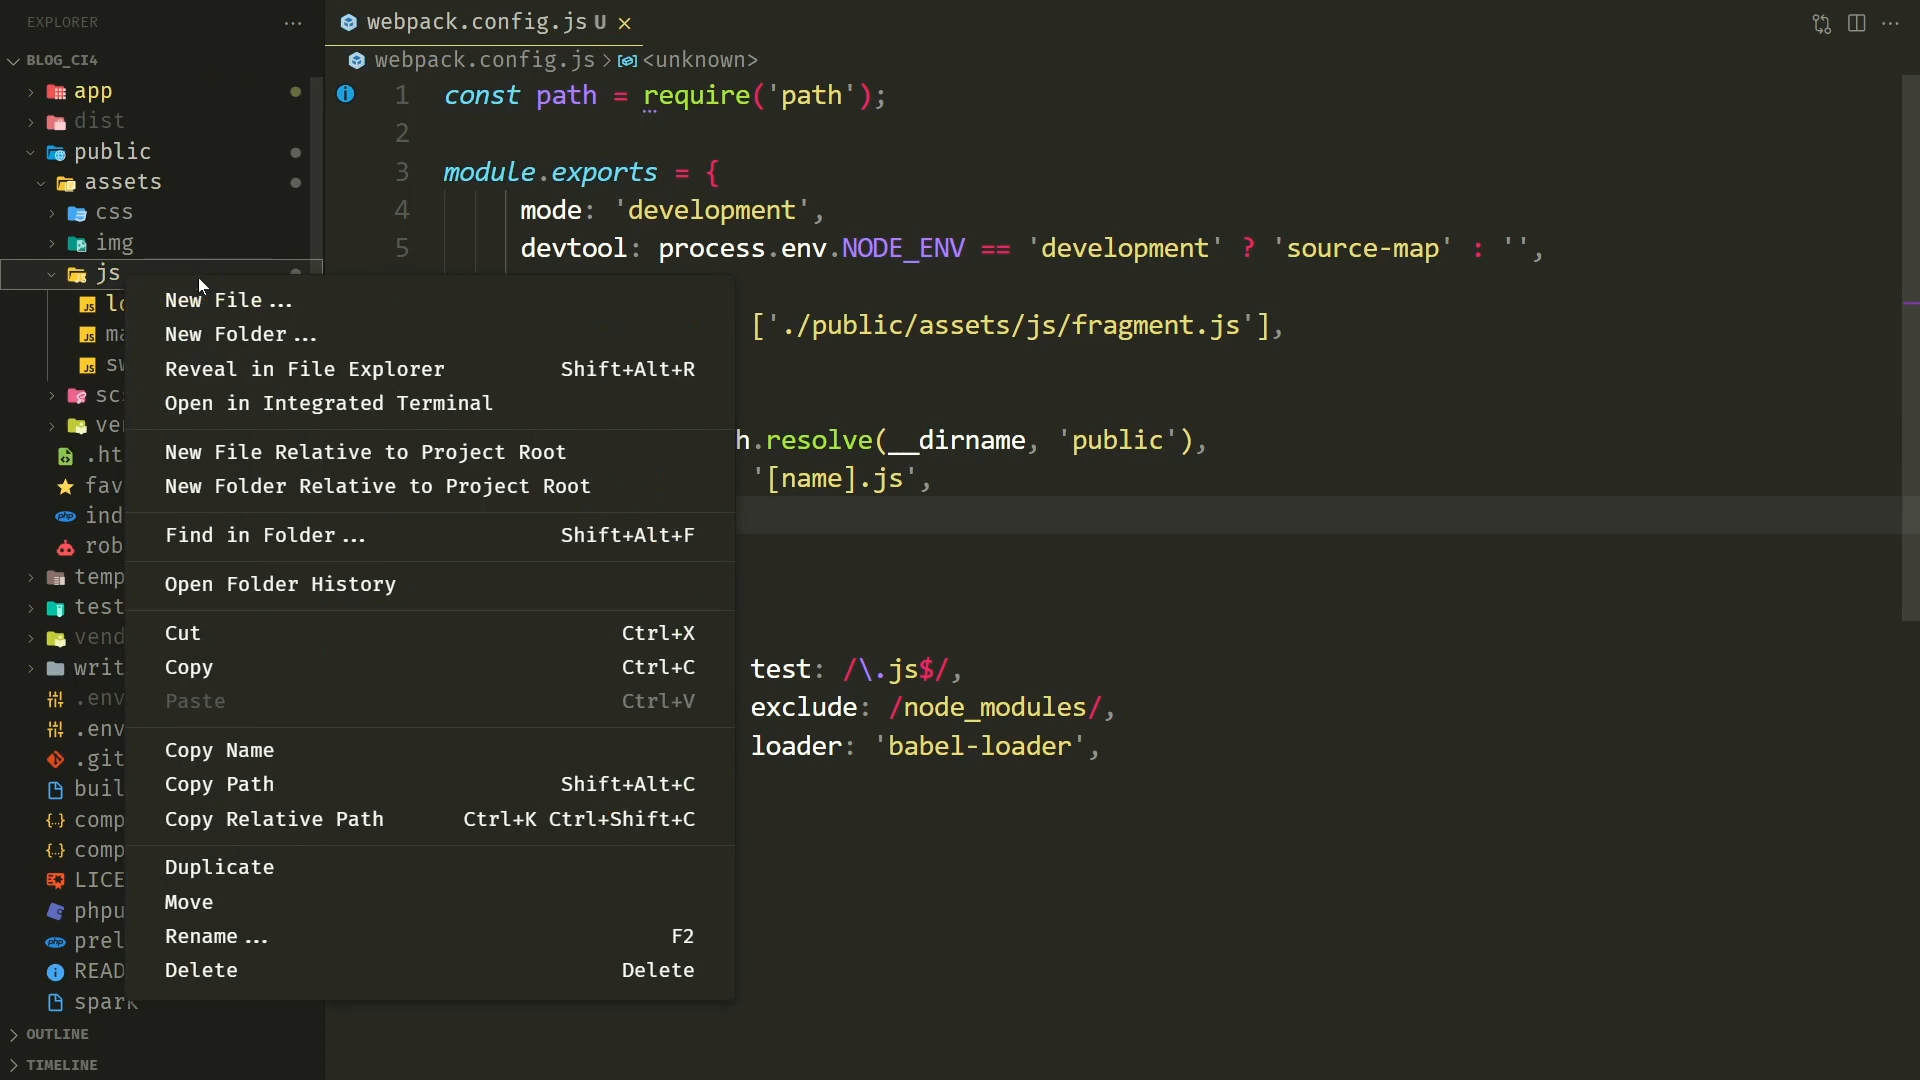 EXPLORER
BLOG_CI4
app
dist
public
assets
css
img
js
.ht
fav
ind
rob
temp
test
vend
writ
.env
.env
.git
buil
comp
comp
LICE
phpu
prel
READ
spark
OUTLINE
TIMELINE
webpack.config.js U
webpack.config.js > <unknown>
1 const path = require('path');
2
3 module.exports = {
4 mode: 'development',
5 devtool: process.env.NODE_ENV == 'development' ? 'source-map' : '',
['./public/assets/js/fragment.js'],
h.resolve(__dirname, 'public'),
'[name].js',
test: /\.js$/,
exclude: /node_modules/,
loader: 'babel-loader',
New File...
New Folder...
Reveal in File Explorer Shift+Alt+R
Open in Integrated Terminal
New File Relative to Project Root
New Folder Relative to Project Root
Find in Folder... Shift+Alt+F
Open Folder History
Cut Ctrl+X
Copy Ctrl+C
Paste Ctrl+V
Copy Name
Copy Path Shift+Alt+C
Copy Relative Path Ctrl+K Ctrl+Shift+C
Duplicate
Move
Rename... F2
Delete Delete